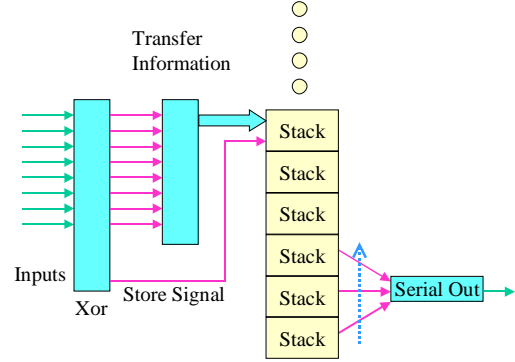 Transfer
Information
Stack
Stack
Stack
Stack
Stack
Stack
Inputs
Xor
Store Signal
Serial Out